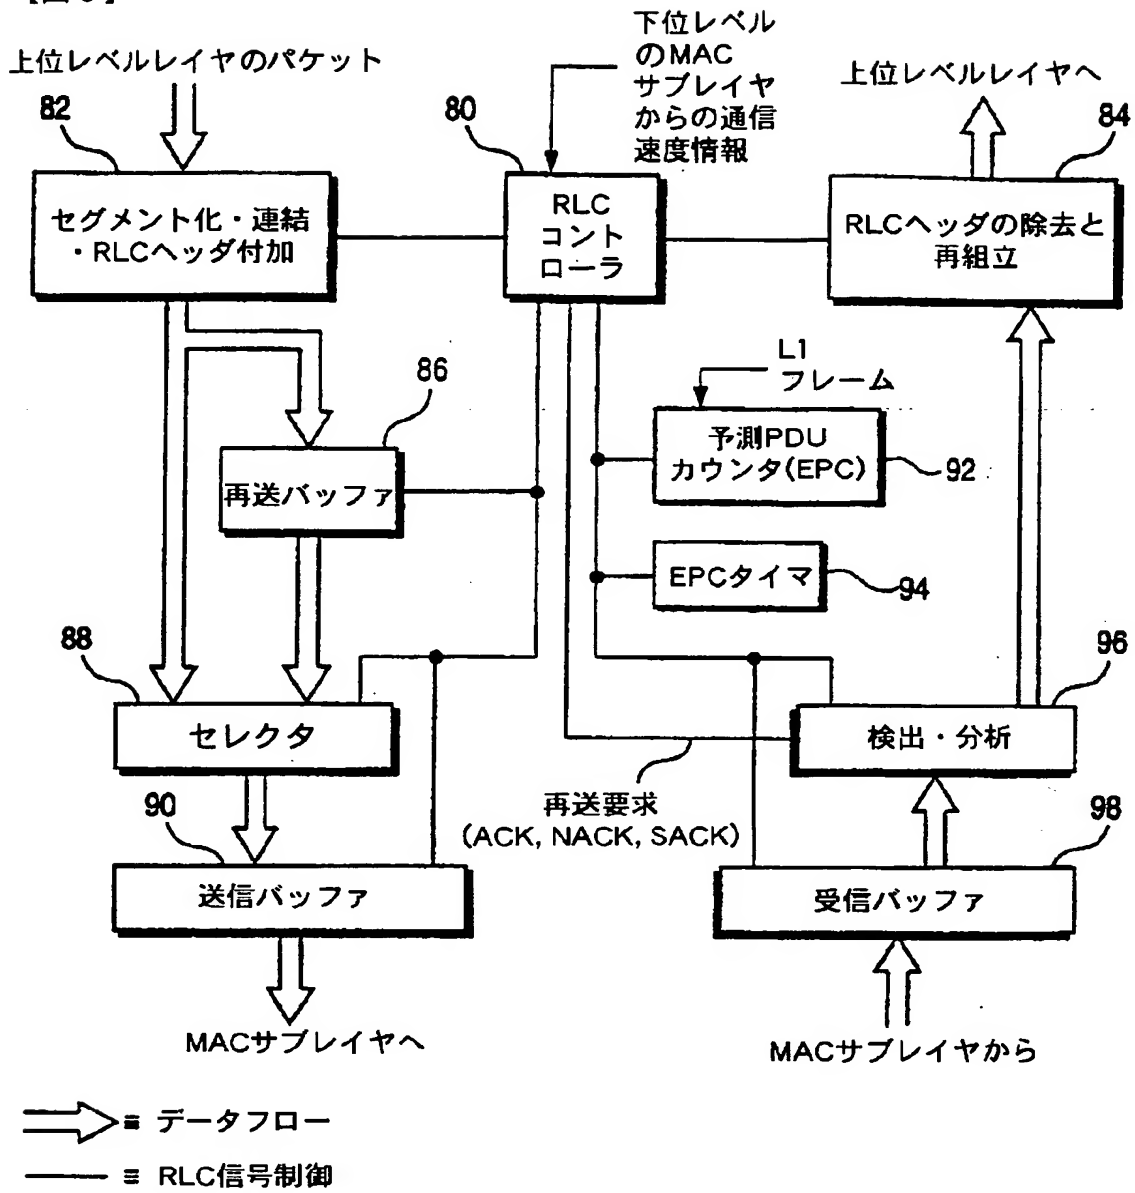 上位レベルレイヤのパケット
82
セグメント化・連結
・RLCヘッダ付加
80
下位レベル
のMAC
サブレイヤ
からの通信
速度情報
RLC
コント
ローラ
上位レベルレイヤへ
84
RLCヘッダの除去と
再組立
86
再送バッファ
L1
フレーム
予測PDU
カウンタ(EPC)
92
EPCタイマ
94
88
セレクタ
96
検出・分析
再送要求
(ACK, NACK, SACK)
90
送信バッファ
98
受信バッファ
MACサブレイヤへ
MACサブレイヤから
≡ データフロー
≡ RLC信号制御